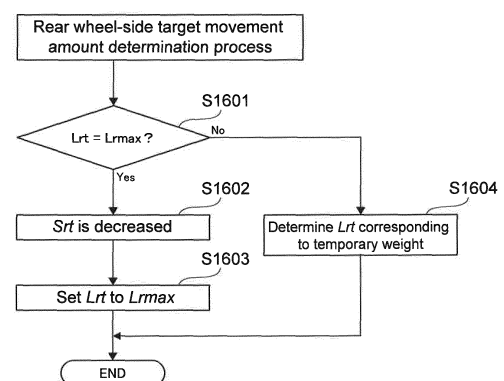 Rear wheel-side target movement
amount determination process
S1601
Lrt = Lrmax ?
No
Yes
S1602
Srt is decreased
S1604
Determine Lrt corresponding
to temporary weight
S1603
Set Lrt to Lrmax
END